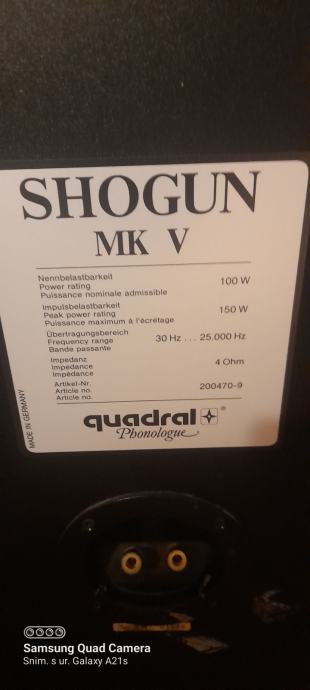 SHOGUN
MK V
Nennbelastbarkeit
Power rating
Puissance nominale admissible
100 W
Impulsbelastbarkeit
Peak power rating
Puissance maximum à l'écrêtage
150 W
Übertragungsbereich
Frequency range
Bande passante
30 Hz ... 25.000 Hz
Impedanz
Impedance
Impédance
4 Ohm
Artikel-Nr.
Article no.
Article no.
200470-9
quadral ®
Phonologue
MADE IN GERMANY
Samsung Quad Camera
Snim. s ur. Galaxy A21s